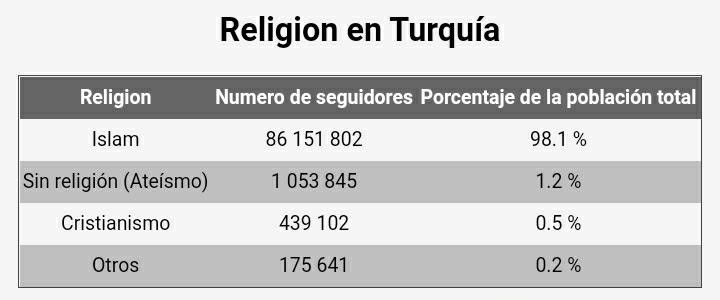 Religion en Turquía
Religion Numero de seguidores Porcentaje de la población total
Islam 86 151 802 98.1 %
Sin religión (Ateísmo) 1 053 845 1.2 %
Cristianismo 439 102 0.5 %
Otros 175 641 0.2 %